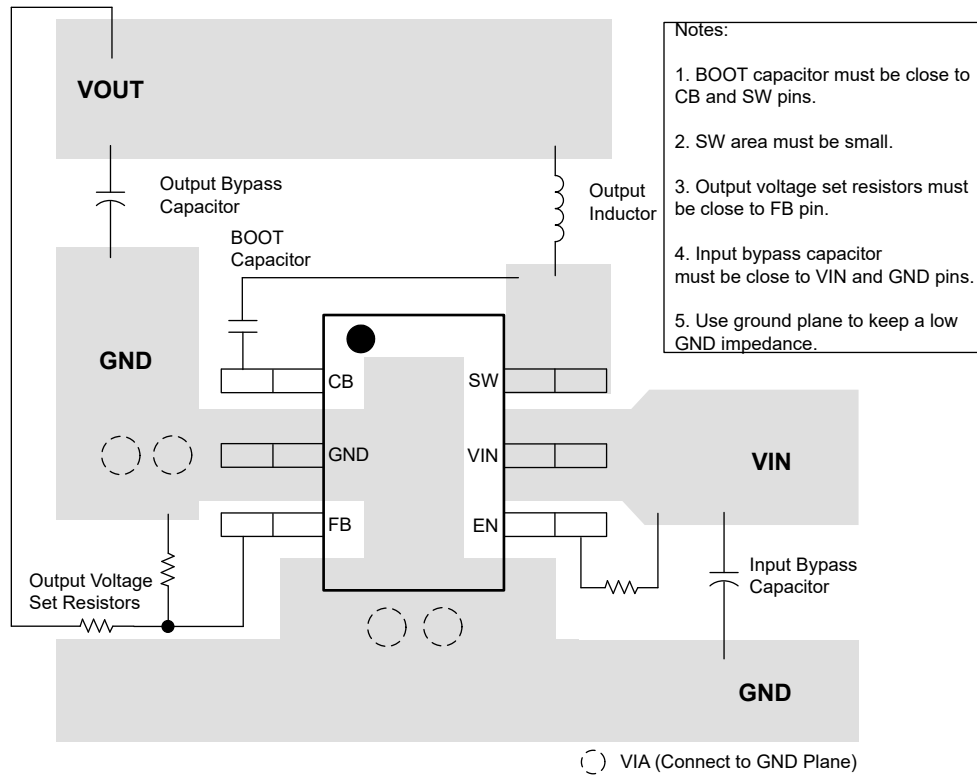 VOUT
Output Bypass
Capacitor
Output
Inductor
BOOT
Capacitor
GND
CB
SW
GND
VIN
FB
EN
VIN
Output Voltage
Set Resistors
Input Bypass
Capacitor
GND
VIA (Connect to GND Plane)
Notes:
1. BOOT capacitor must be close to
CB and SW pins.
2. SW area must be small.
3. Output voltage set resistors must
be close to FB pin.
4. Input bypass capacitor
must be close to VIN and GND pins.
5. Use ground plane to keep a low
GND impedance.